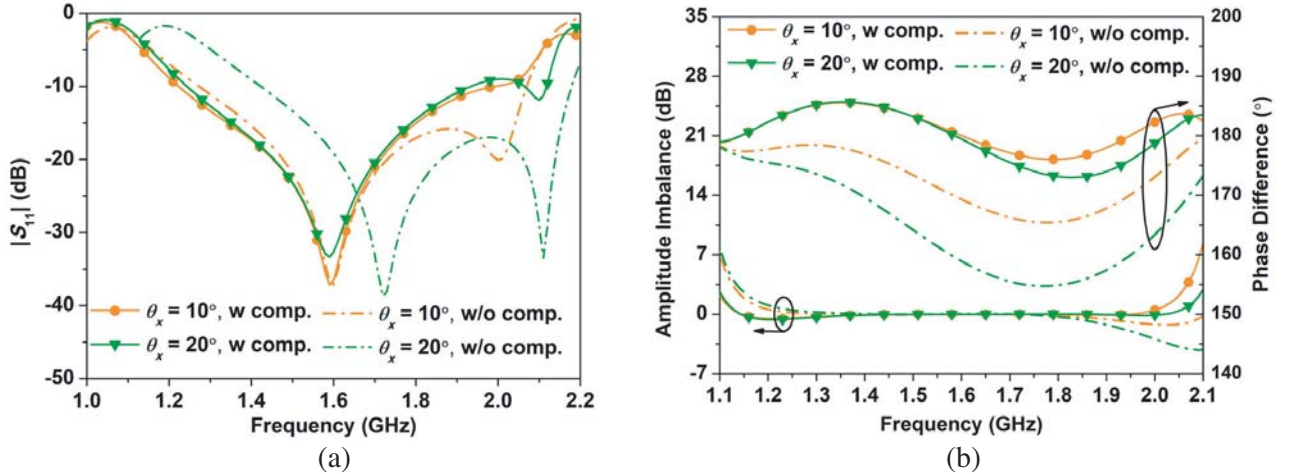 0
-10
-20
-30
-40
-50
|S₁₁| (dB)
θₓ = 10°, w comp.
θₓ = 10°, w/o comp.
θₓ = 20°, w comp.
θₓ = 20°, w/o comp.
1.0 1.2 1.4 1.6 1.8 2.0 2.2
Frequency (GHz)
(a)
35
28
21
14
7
0
-7
Amplitude Imbalance (dB)
θₓ = 10°, w comp.
θₓ = 10°, w/o comp.
θₓ = 20°, w comp.
θₓ = 20°, w/o comp.
200
190
180
170
160
150
140
Phase Difference (°)
1.1 1.2 1.3 1.4 1.5 1.6 1.7 1.8 1.9 2.0 2.1
Frequency (GHz)
(b)